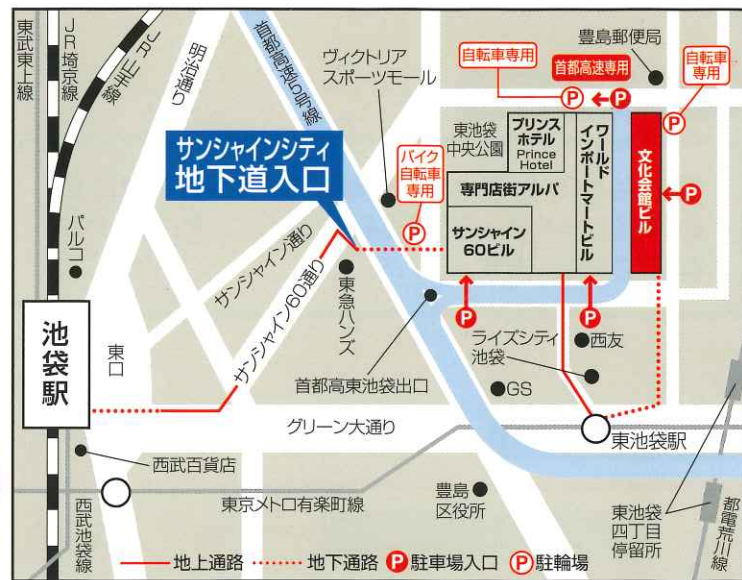 東武東上線
JR埼京線
JR山手線
明治通り
首都高速5号線
ヴィクトリア
スポーツモール
豊島郵便局
自転車専用
首都高速専用
自転車
専用
P
P
P
サンシャインシティ
地下道入口
バイク
自転車
専用
P
東池袋
中央公園
プリンス
ホテル
Prince
Hotel
ワールド
インポートマートビル
文化会館ビル
P
専門店街アルパ
サンシャイン
60ビル
パルコ
サンシャイン通り
サンシャイン60通り
東急ハンズ
P
P
池袋駅
東口
首都高東池袋出口
ライズシティ
池袋
西友
GS
グリーン大通り
東池袋駅
西武百貨店
西武池袋線
東京メトロ有楽町線
豊島
区役所
東池袋
四丁目
停留所
都電荒川線
地上通路
地下通路
P駐車場入口
P駐輪場